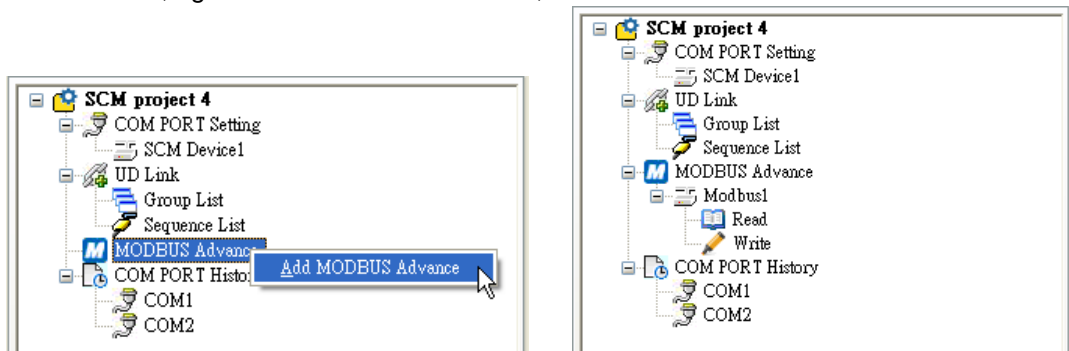 SCM project 4
COM PORT Setting
SCM Device1
UD Link
Group List
Sequence List
MODBUS Advance
Add MODBUS Advance
COM PORT Histo
COM1
COM2
SCM project 4
COM PORT Setting
SCM Device1
UD Link
Group List
Sequence List
MODBUS Advance
Modbus1
Read
Write
COM PORT History
COM1
COM2